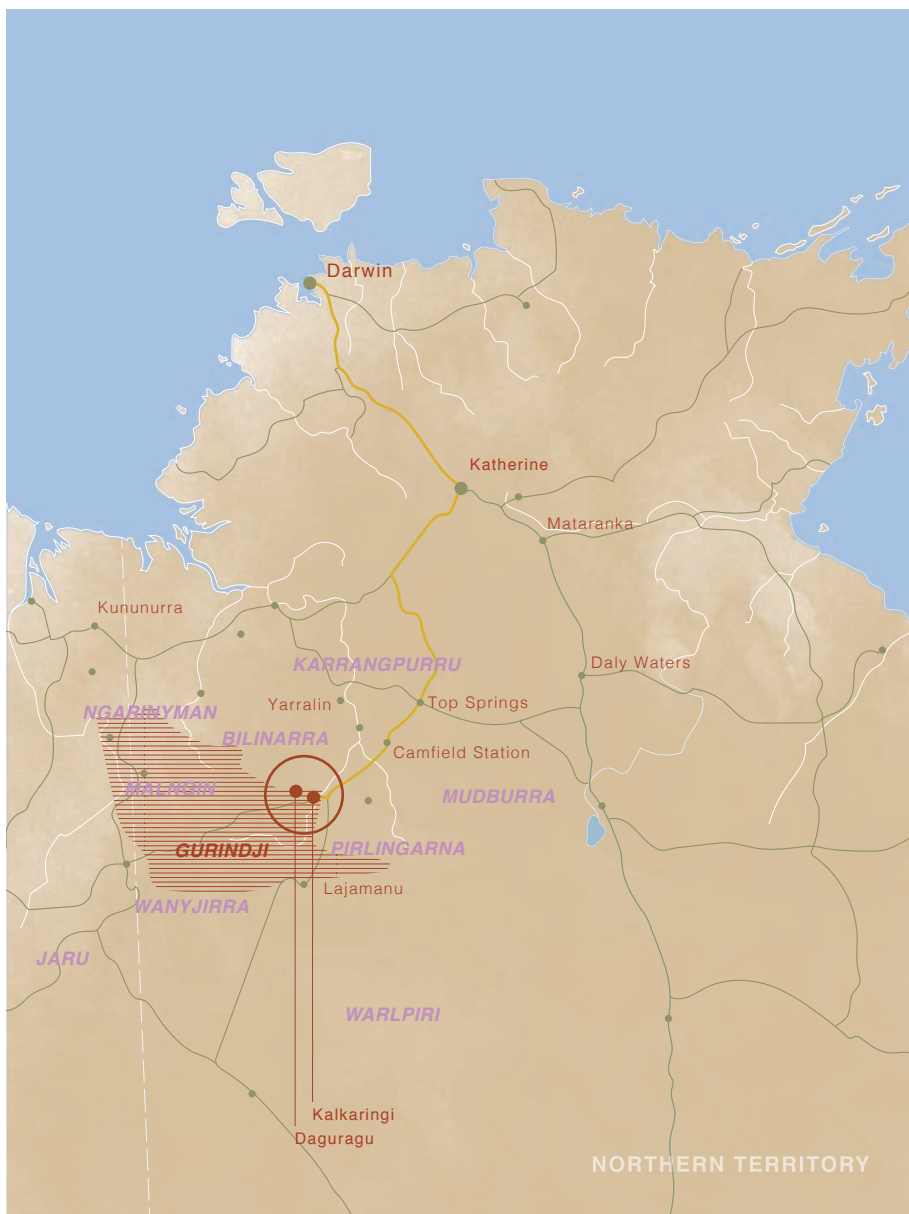 Darwin
Katherine
Mataranka
Kununurra
KARRANGPURRU
Daly Waters
Yarralin
Top Springs
NGARINYMAN
BILINARRA
Camfield Station
MALNGIN
MUDBURRA
GURINDJI
PIRLINGARNA
Lajamanu
WANYJIRRA
JARU
WARLPIRI
Kalkaringi
Daguragu
NORTHERN TERRITORY